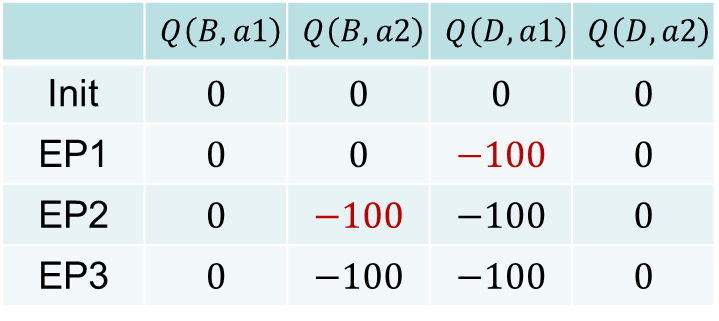 Q(B, a1) Q(B, a2) Q(D, a1) Q(D, a2)
Init 0 0 0 0
EP1 0 0 −100 0
EP2 0 −100 −100 0
EP3 0 −100 −100 0